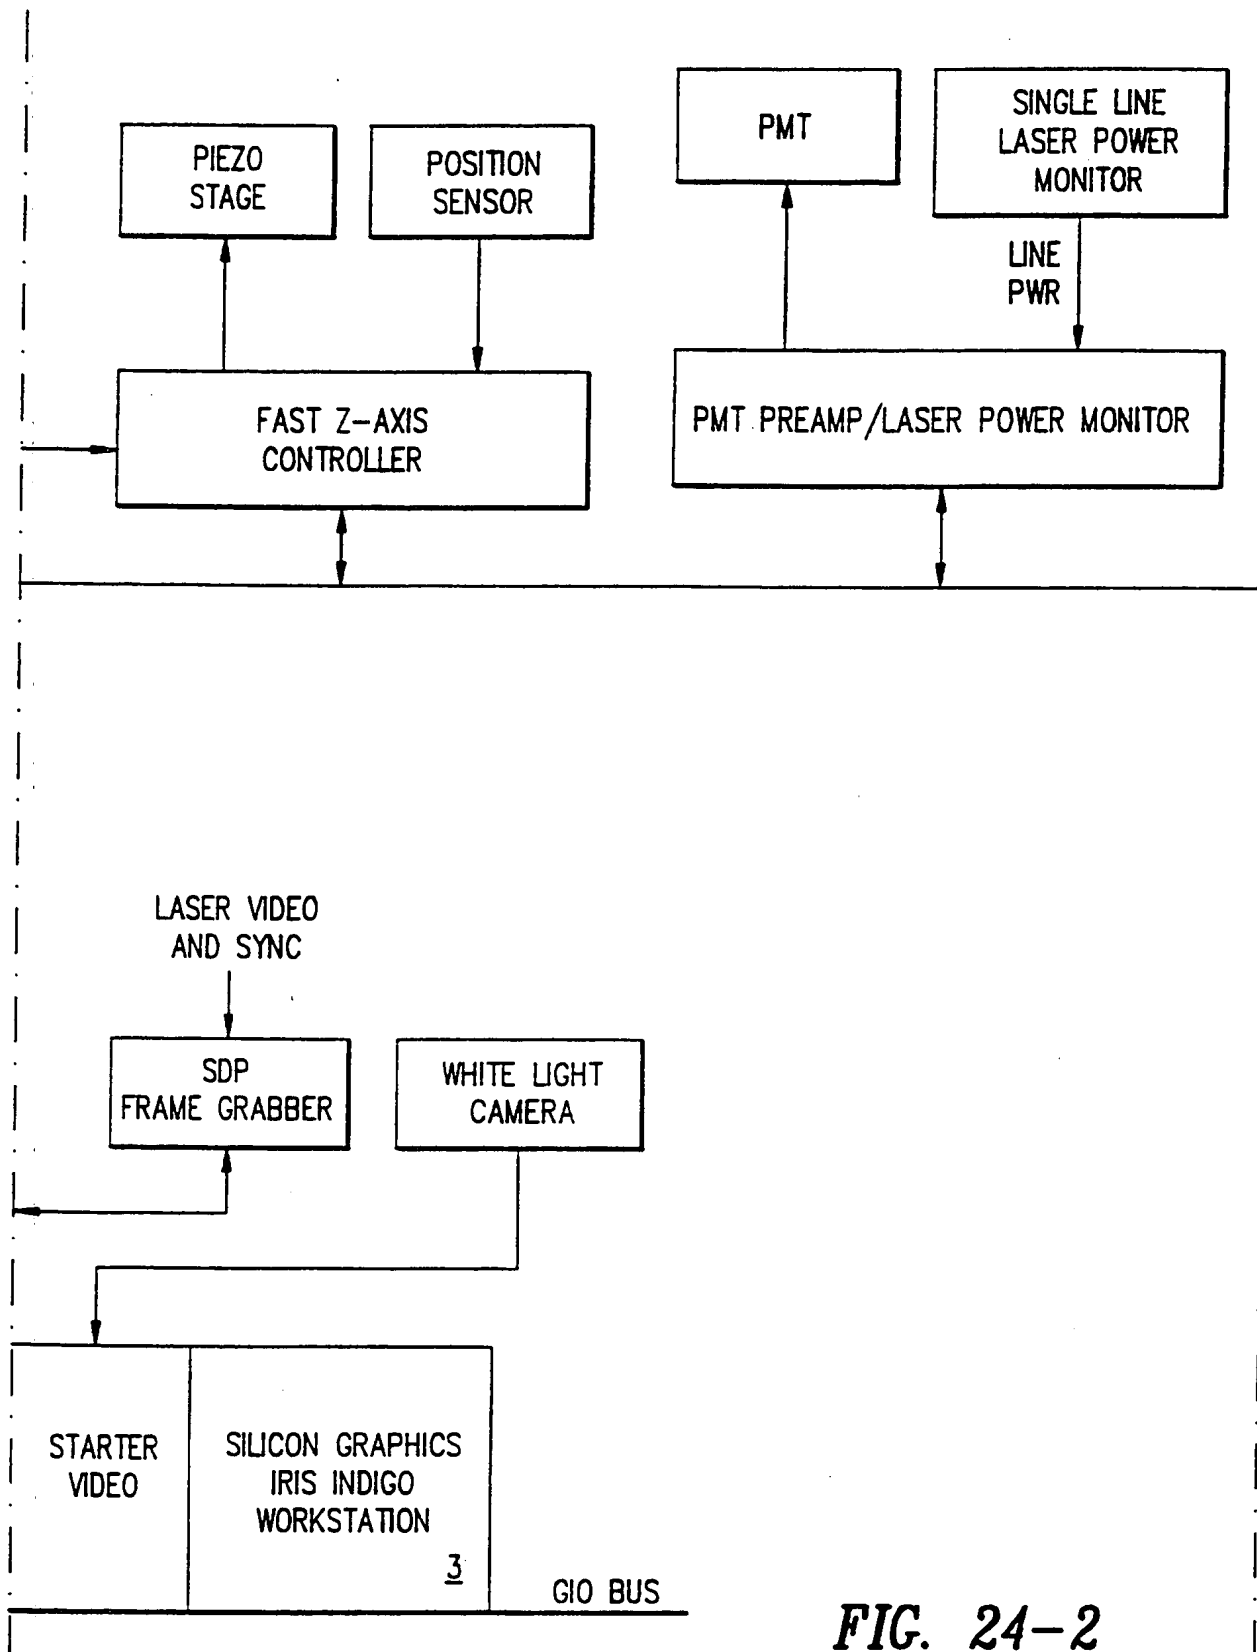 PIEZO
STAGE
POSITION
SENSOR
PMT
SINGLE LINE
LASER POWER
MONITOR
LINE
PWR
FAST Z-AXIS
CONTROLLER
PMT PREAMP/LASER POWER MONITOR
LASER VIDEO
AND SYNC
SDP
FRAME GRABBER
WHITE LIGHT
CAMERA
STARTER
VIDEO
SILICON GRAPHICS
IRIS INDIGO
WORKSTATION
3
GIO BUS
FIG. 24-2